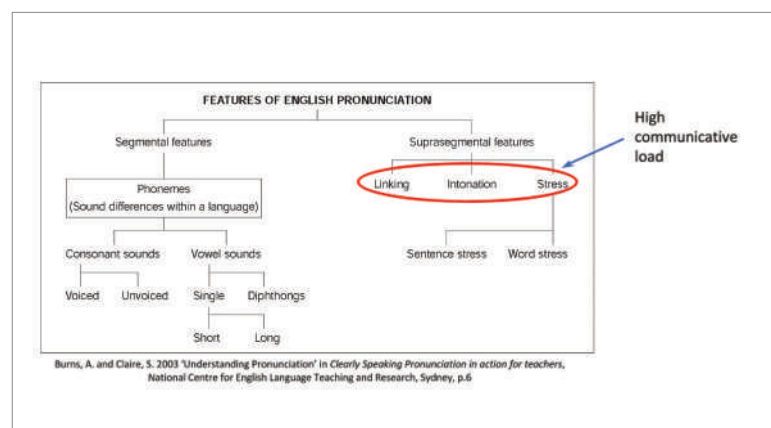 FEATURES OF ENGLISH PRONUNCIATION
High
communicative
load
Segmental features
Suprasegmental features
Linking
Intonation
Stress
Phonemes
(Sound differences within a language)
Consonant sounds
Vowel sounds
Sentence stress
Word stress
Voiced
Unvoiced
Single
Diphthongs
Short
Long
Burns, A. and Claire, S. 2003 'Understanding Pronunciation' in Clearly Speaking Pronunciation in action for teachers,
National Centre for English Language Teaching and Research, Sydney, p.6